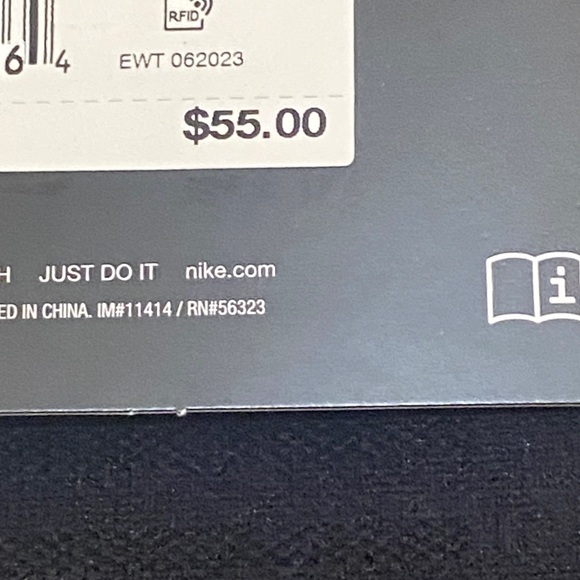 RFID
6 4
EWT 062023
$55.00
H JUST DO IT nike.com
ED IN CHINA. IM#11414 / RN#56323
i